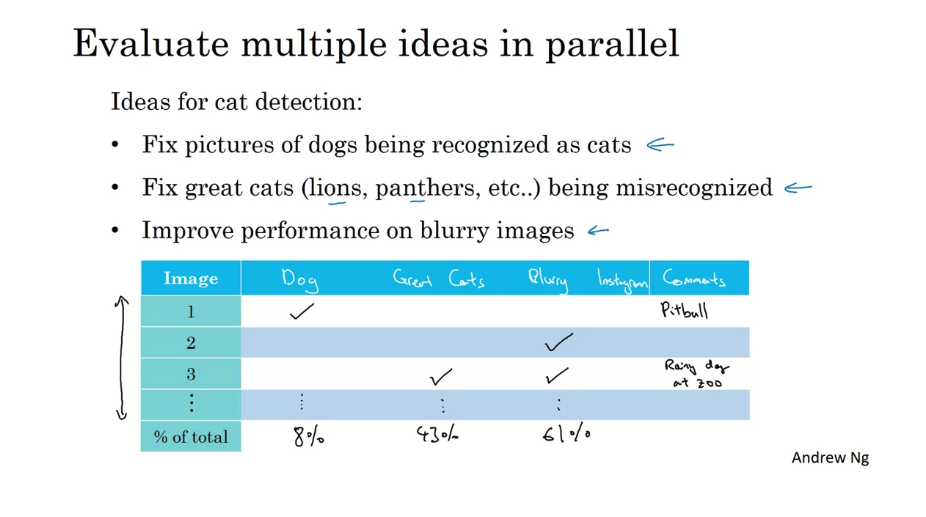 Evaluate multiple ideas in parallel
Ideas for cat detection:
• Fix pictures of dogs being recognized as cats
• Fix great cats (lions, panthers, etc..) being misrecognized
• Improve performance on blurry images
Image Dog Great Cats Blurry Instagram Comments
1 ✓ Pitbull
2 ✓
3 ✓ ✓ Rainy day
at zoo
⋮ ⋮ ⋮ ⋮
% of total 8% 43% 61%
Andrew Ng